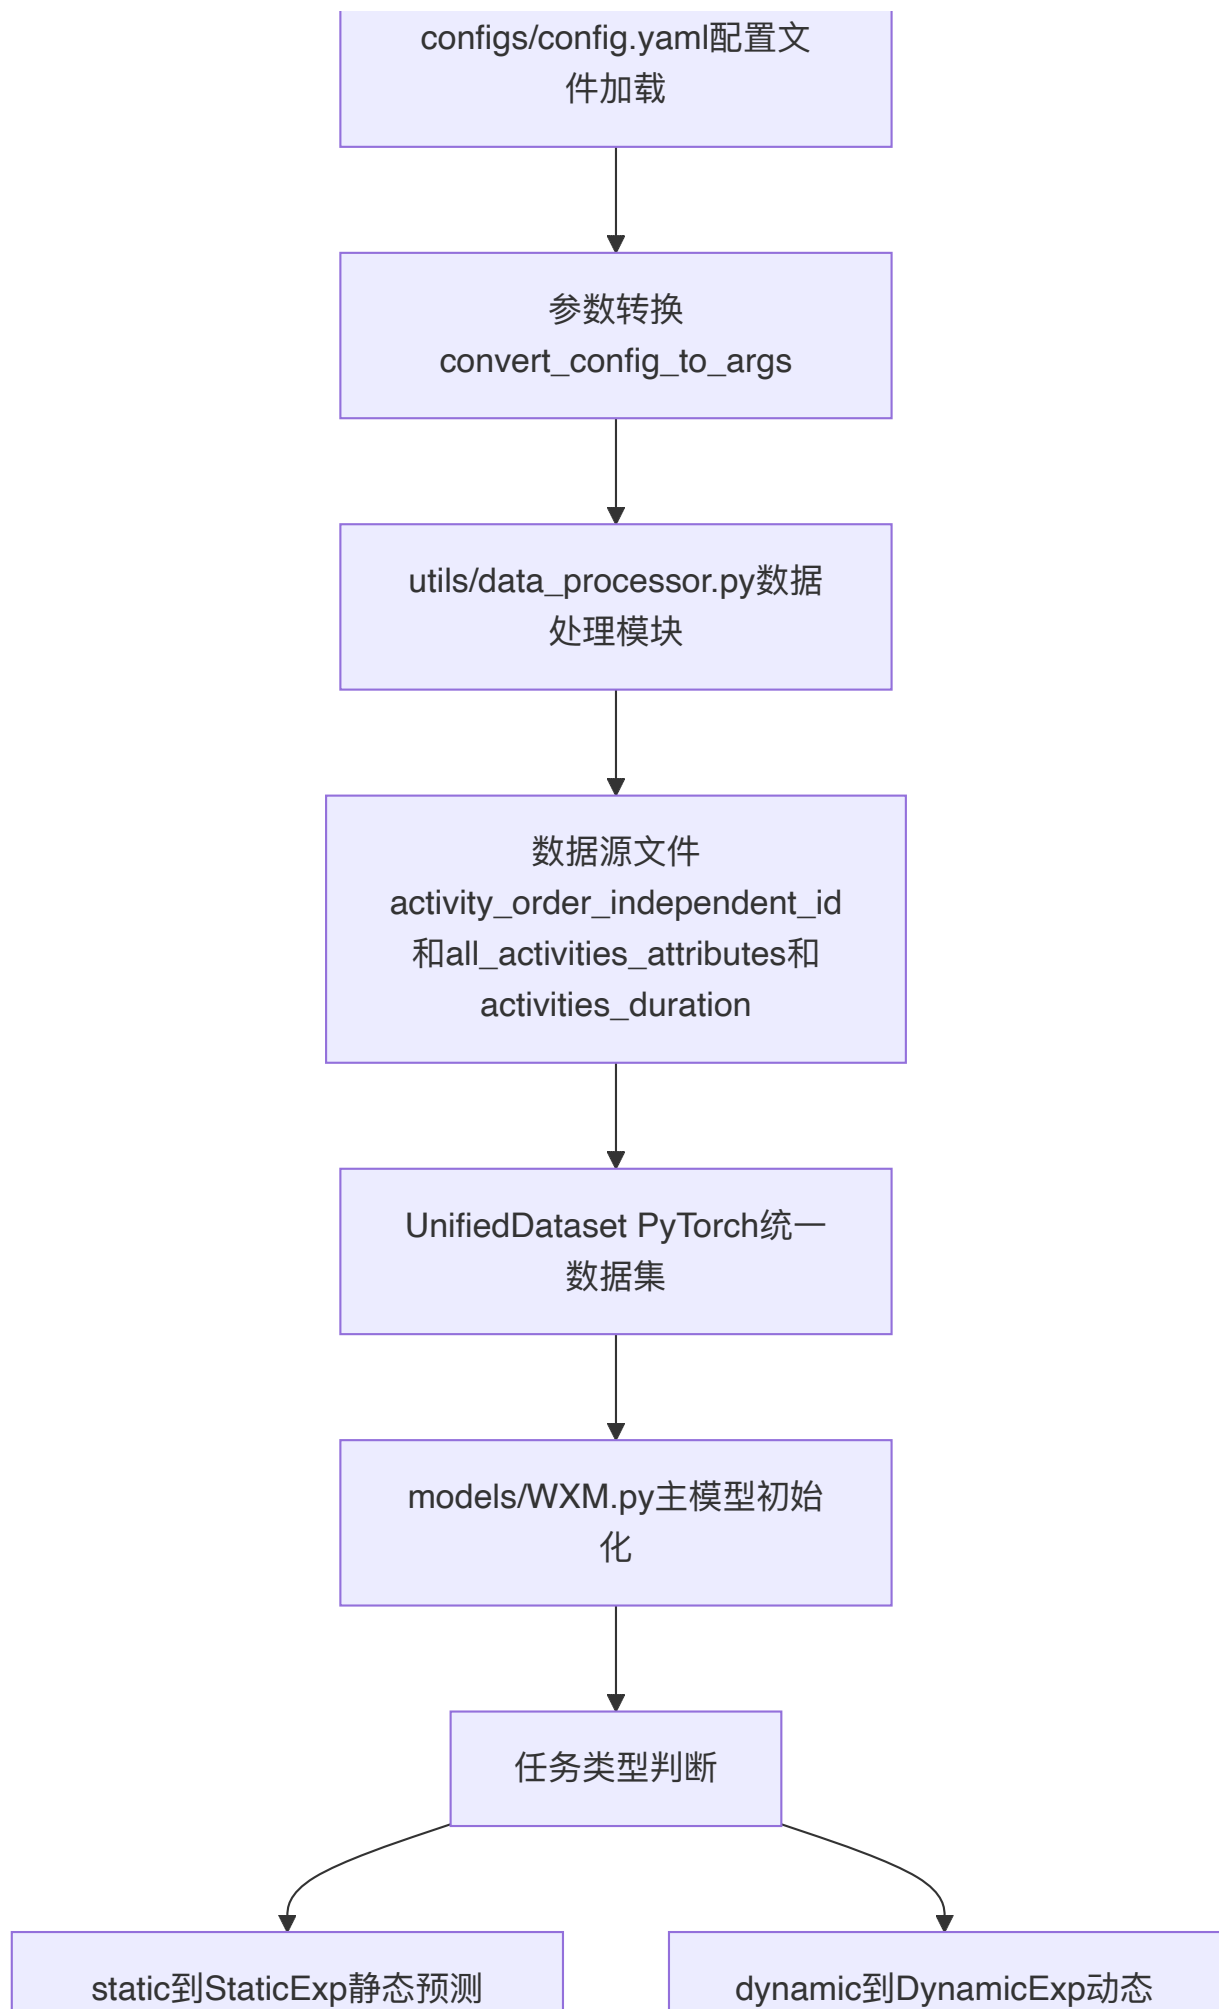 configs/config.yaml配置文
件加载
参数转换
convert_config_to_args
utils/data_processor.py数据
处理模块
数据源文件
activity_order_independent_id
和all_activities_attributes和
activities_duration
UnifiedDataset PyTorch统一
数据集
models/WXM.py主模型初始
化
任务类型判断
static到StaticExp静态预测
dynamic到DynamicExp动态